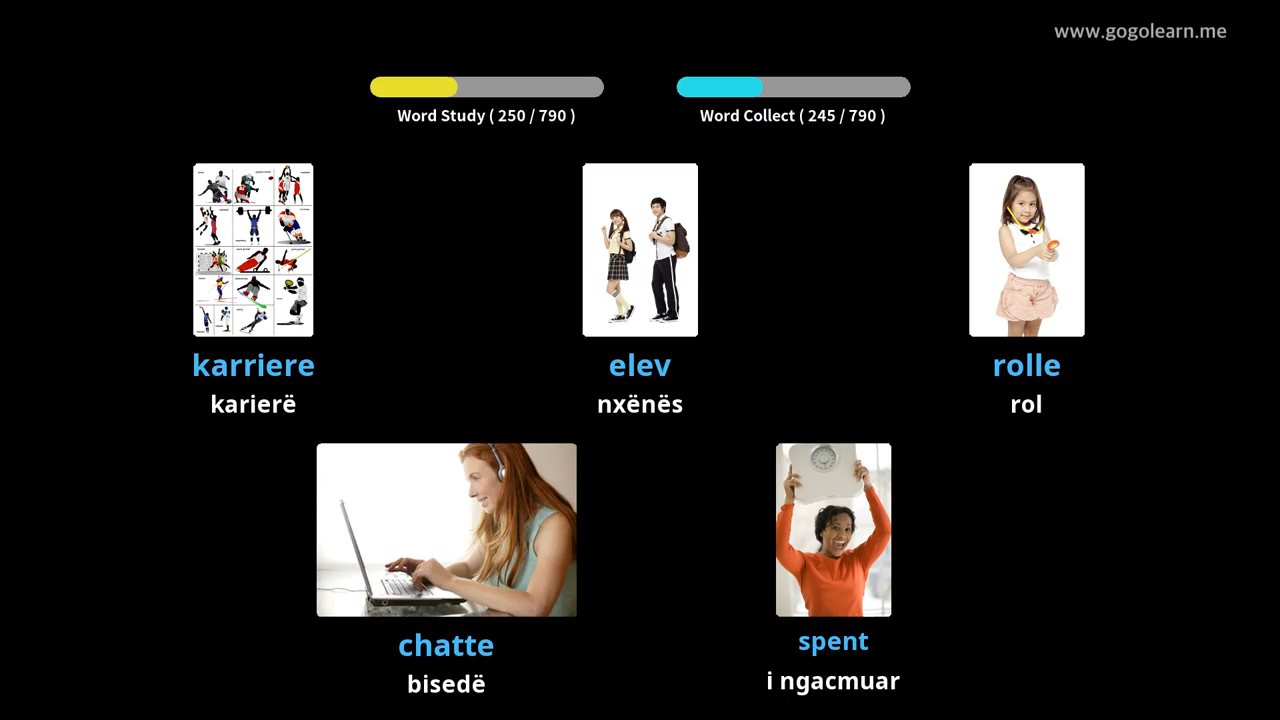 www.gogolearn.me
Word Study ( 250 / 790 )
Word Collect ( 245 / 790 )
karriere
karierë
elev
nxënës
rolle
rol
chatte
bisedë
spent
i ngacmuar